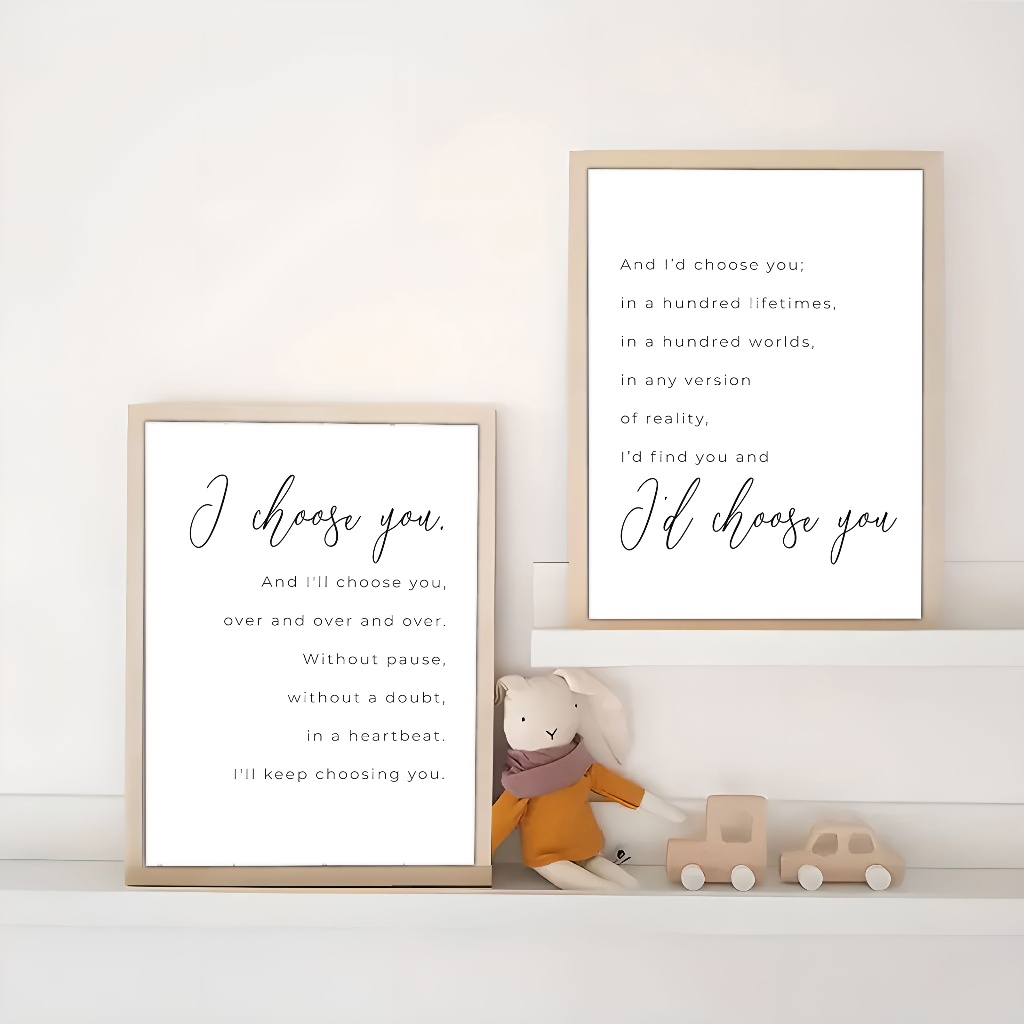 I choose you.
And I'll choose you,
over and over and over.
Without pause,
without a doubt,
in a heartbeat.
I'll keep choosing you.
And I’d choose you;
in a hundred lifetimes,
in a hundred worlds,
in any version
of reality,
I’d find you and
I'd choose you